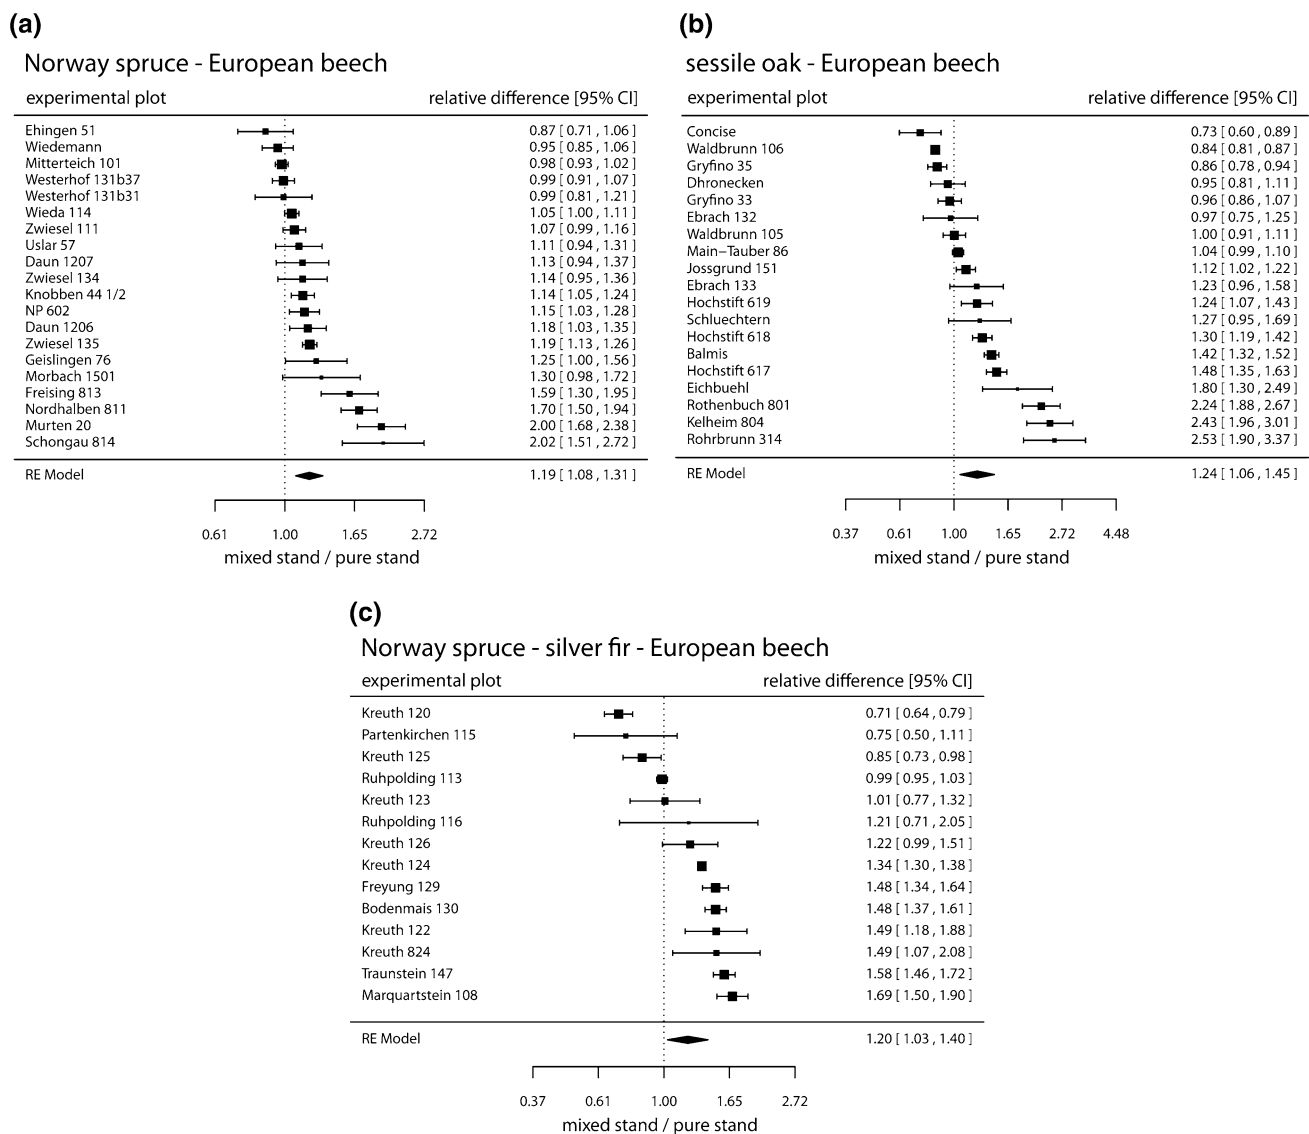 (a)
Norway spruce - European beech
experimental plot relative difference [95% CI]
Ehingen 51 0.87 [ 0.71 , 1.06 ]
Wiedemann 0.95 [ 0.85 , 1.06 ]
Mitterteich 101 0.98 [ 0.93 , 1.02 ]
Westerhof 131b37 0.99 [ 0.91 , 1.07 ]
Westerhof 131b31 0.99 [ 0.81 , 1.21 ]
Wieda 114 1.05 [ 1.00 , 1.11 ]
Zwiesel 111 1.07 [ 0.99 , 1.16 ]
Uslar 57 1.11 [ 0.94 , 1.31 ]
Daun 1207 1.13 [ 0.94 , 1.37 ]
Zwiesel 134 1.14 [ 0.95 , 1.36 ]
Knobben 44 1/2 1.14 [ 1.05 , 1.24 ]
NP 602 1.15 [ 1.03 , 1.28 ]
Daun 1206 1.18 [ 1.03 , 1.35 ]
Zwiesel 135 1.19 [ 1.13 , 1.26 ]
Geislingen 76 1.25 [ 1.00 , 1.56 ]
Morbach 1501 1.30 [ 0.98 , 1.72 ]
Freising 813 1.59 [ 1.30 , 1.95 ]
Nordhalben 811 1.70 [ 1.50 , 1.94 ]
Murten 20 2.00 [ 1.68 , 2.38 ]
Schongau 814 2.02 [ 1.51 , 2.72 ]
RE Model 1.19 [ 1.08 , 1.31 ]
0.61 1.00 1.65 2.72
mixed stand / pure stand
(b)
sessile oak - European beech
experimental plot relative difference [95% CI]
Concise 0.73 [ 0.60 , 0.89 ]
Waldbrunn 106 0.84 [ 0.81 , 0.87 ]
Gryfino 35 0.86 [ 0.78 , 0.94 ]
Dhronecken 0.95 [ 0.81 , 1.11 ]
Gryfino 33 0.96 [ 0.86 , 1.07 ]
Ebrach 132 0.97 [ 0.75 , 1.25 ]
Waldbrunn 105 1.00 [ 0.91 , 1.11 ]
Main−Tauber 86 1.04 [ 0.99 , 1.10 ]
Jossgrund 151 1.12 [ 1.02 , 1.22 ]
Ebrach 133 1.23 [ 0.96 , 1.58 ]
Hochstift 619 1.24 [ 1.07 , 1.43 ]
Schluechtern 1.27 [ 0.95 , 1.69 ]
Hochstift 618 1.30 [ 1.19 , 1.42 ]
Balmis 1.42 [ 1.32 , 1.52 ]
Hochstift 617 1.48 [ 1.35 , 1.63 ]
Eichbuehl 1.80 [ 1.30 , 2.49 ]
Rothenbuch 801 2.24 [ 1.88 , 2.67 ]
Kelheim 804 2.43 [ 1.96 , 3.01 ]
Rohrbrunn 314 2.53 [ 1.90 , 3.37 ]
RE Model 1.24 [ 1.06 , 1.45 ]
0.37 0.61 1.00 1.65 2.72 4.48
mixed stand / pure stand
(c)
Norway spruce - silver fir - European beech
experimental plot relative difference [95% CI]
Kreuth 120 0.71 [ 0.64 , 0.79 ]
Partenkirchen 115 0.75 [ 0.50 , 1.11 ]
Kreuth 125 0.85 [ 0.73 , 0.98 ]
Ruhpolding 113 0.99 [ 0.95 , 1.03 ]
Kreuth 123 1.01 [ 0.77 , 1.32 ]
Ruhpolding 116 1.21 [ 0.71 , 2.05 ]
Kreuth 126 1.22 [ 0.99 , 1.51 ]
Kreuth 124 1.34 [ 1.30 , 1.38 ]
Freyung 129 1.48 [ 1.34 , 1.64 ]
Bodenmais 130 1.48 [ 1.37 , 1.61 ]
Kreuth 122 1.49 [ 1.18 , 1.88 ]
Kreuth 824 1.49 [ 1.07 , 2.08 ]
Traunstein 147 1.58 [ 1.46 , 1.72 ]
Marquartstein 108 1.69 [ 1.50 , 1.90 ]
RE Model 1.20 [ 1.03 , 1.40 ]
0.37 0.61 1.00 1.65 2.72
mixed stand / pure stand